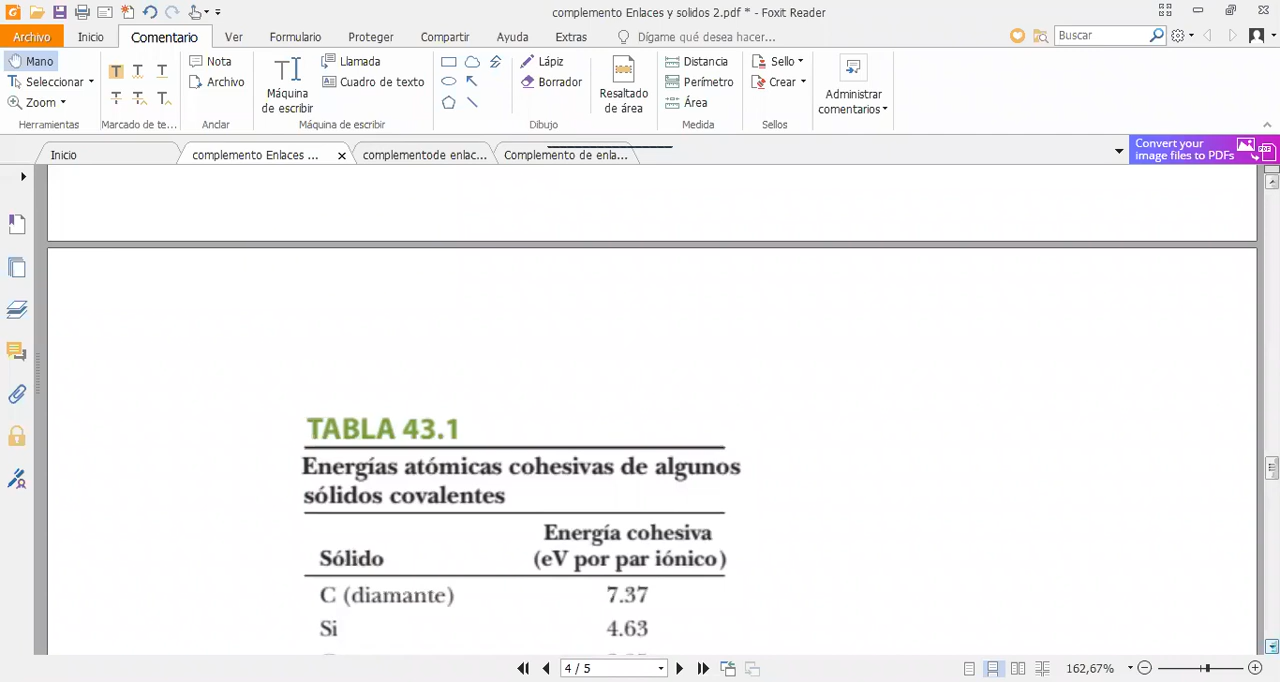 complemento Enlaces y solidos 2.pdf * - Foxit Reader
Archivo Inicio Comentario Ver Formulario Proteger Compartir Ayuda Extras Dígame qué desea hacer... Buscar
Mano
Seleccionar
Zoom
Herramientas
T T T
T T T
Marcado de te...
Nota
Archivo
Anclar
Máquina
de escribir
Llamada
Cuadro de texto
Máquina de escribir
Lápiz
Borrador
Dibujo
Resaltado
de área
Distancia
Perímetro
Área
Medida
Sello
Crear
Sellos
Administrar
comentarios
Inicio complemento Enlaces ... complementode enlac... Complemento de enla...
Convert your
image files to PDFs
PDF
TABLA 43.1
Energías atómicas cohesivas de algunos
sólidos covalentes
Energía cohesiva
Sólido (eV por par iónico)
C (diamante) 7.37
Si 4.63
4 / 5 162,67%